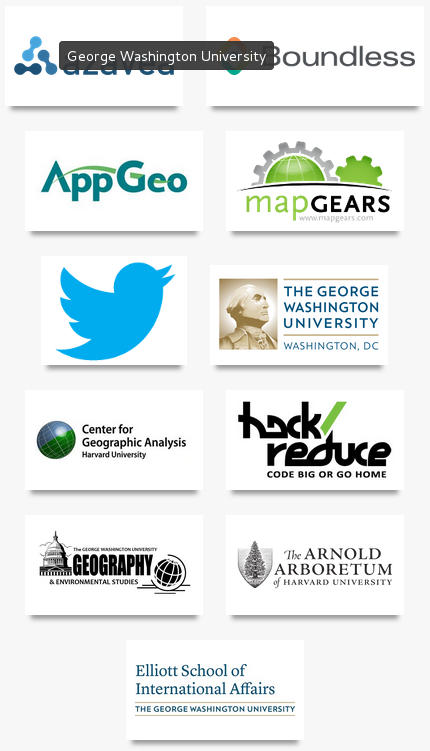 George Washington University
azavea
Boundless
AppGeo
mapGEARS
www.mapgears.com
THE GEORGE
WASHINGTON
UNIVERSITY
WASHINGTON, DC
Center for
Geographic Analysis
Harvard University
hack/
reduce
CODE BIG OR GO HOME
The GEORGE WASHINGTON UNIVERSITY
GEOGRAPHY
& ENVIRONMENTAL STUDIES
The ARNOLD
ARBORETUM
of HARVARD UNIVERSITY
Elliott School of
International Affairs
THE GEORGE WASHINGTON UNIVERSITY